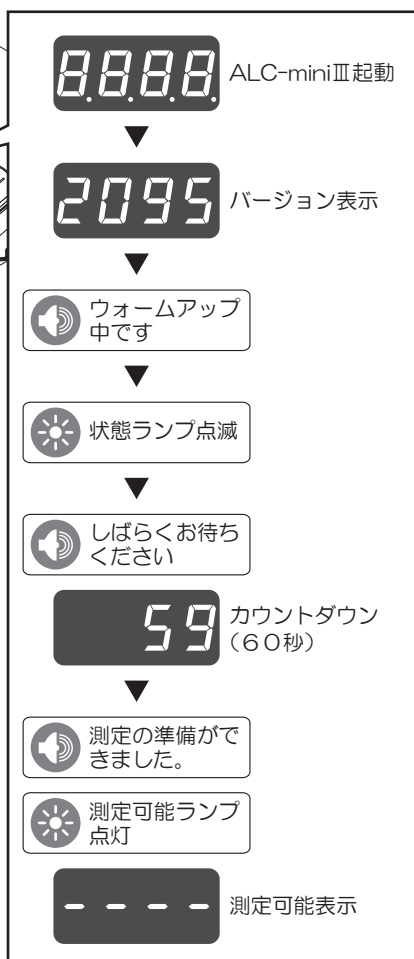 8.8.8.8. ALC-miniⅢ起動
2095 バージョン表示
ウォームアップ
中です
状態ランプ点滅
しばらくお待ち
ください
59 カウントダウン
(60秒)
測定の準備がで
きました。
測定可能ランプ
点灯
- - - - 測定可能表示